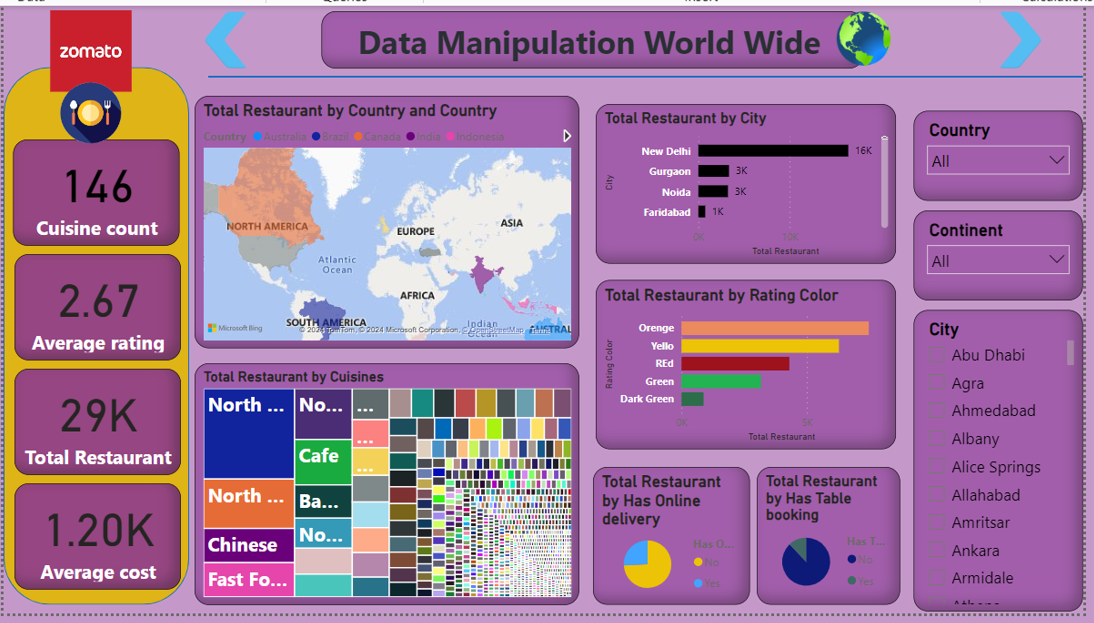 zomato
Data Manipulation World Wide
146
Cuisine count
2.67
Average rating
29K
Total Restaurant
1.20K
Average cost
Total Restaurant by Country and Country
Country Australia Brazil Canada India Indonesia
NORTH AMERICA
EUROPE
ASIA
Atlantic
Ocean
AFRICA
SOUTH AMERICA
Indian
Ocean
AUSTRAL
Microsoft Bing
© 2024 TomTom, © 2024 Microsoft Corporation, © OpenStreetMap Terms
Total Restaurant by Cuisines
North ...
No...
...
Cafe
...
...
North ...
Ba...
No...
Chinese
Fast Fo...
Total Restaurant by City
City
New Delhi 16K
Gurgaon 3K
Noida 3K
Faridabad 1K
0K 10K
Total Restaurant
Total Restaurant by Rating Color
Rating Color
Orenge
Yello
REd
Green
Dark Green
0K 5K
Total Restaurant
Total Restaurant
by Has Online
delivery
Has O...
No
Yes
Total Restaurant
by Has Table
booking
Has T...
No
Yes
Country
All
Continent
All
City
Abu Dhabi
Agra
Ahmedabad
Albany
Alice Springs
Allahabad
Amritsar
Ankara
Armidale